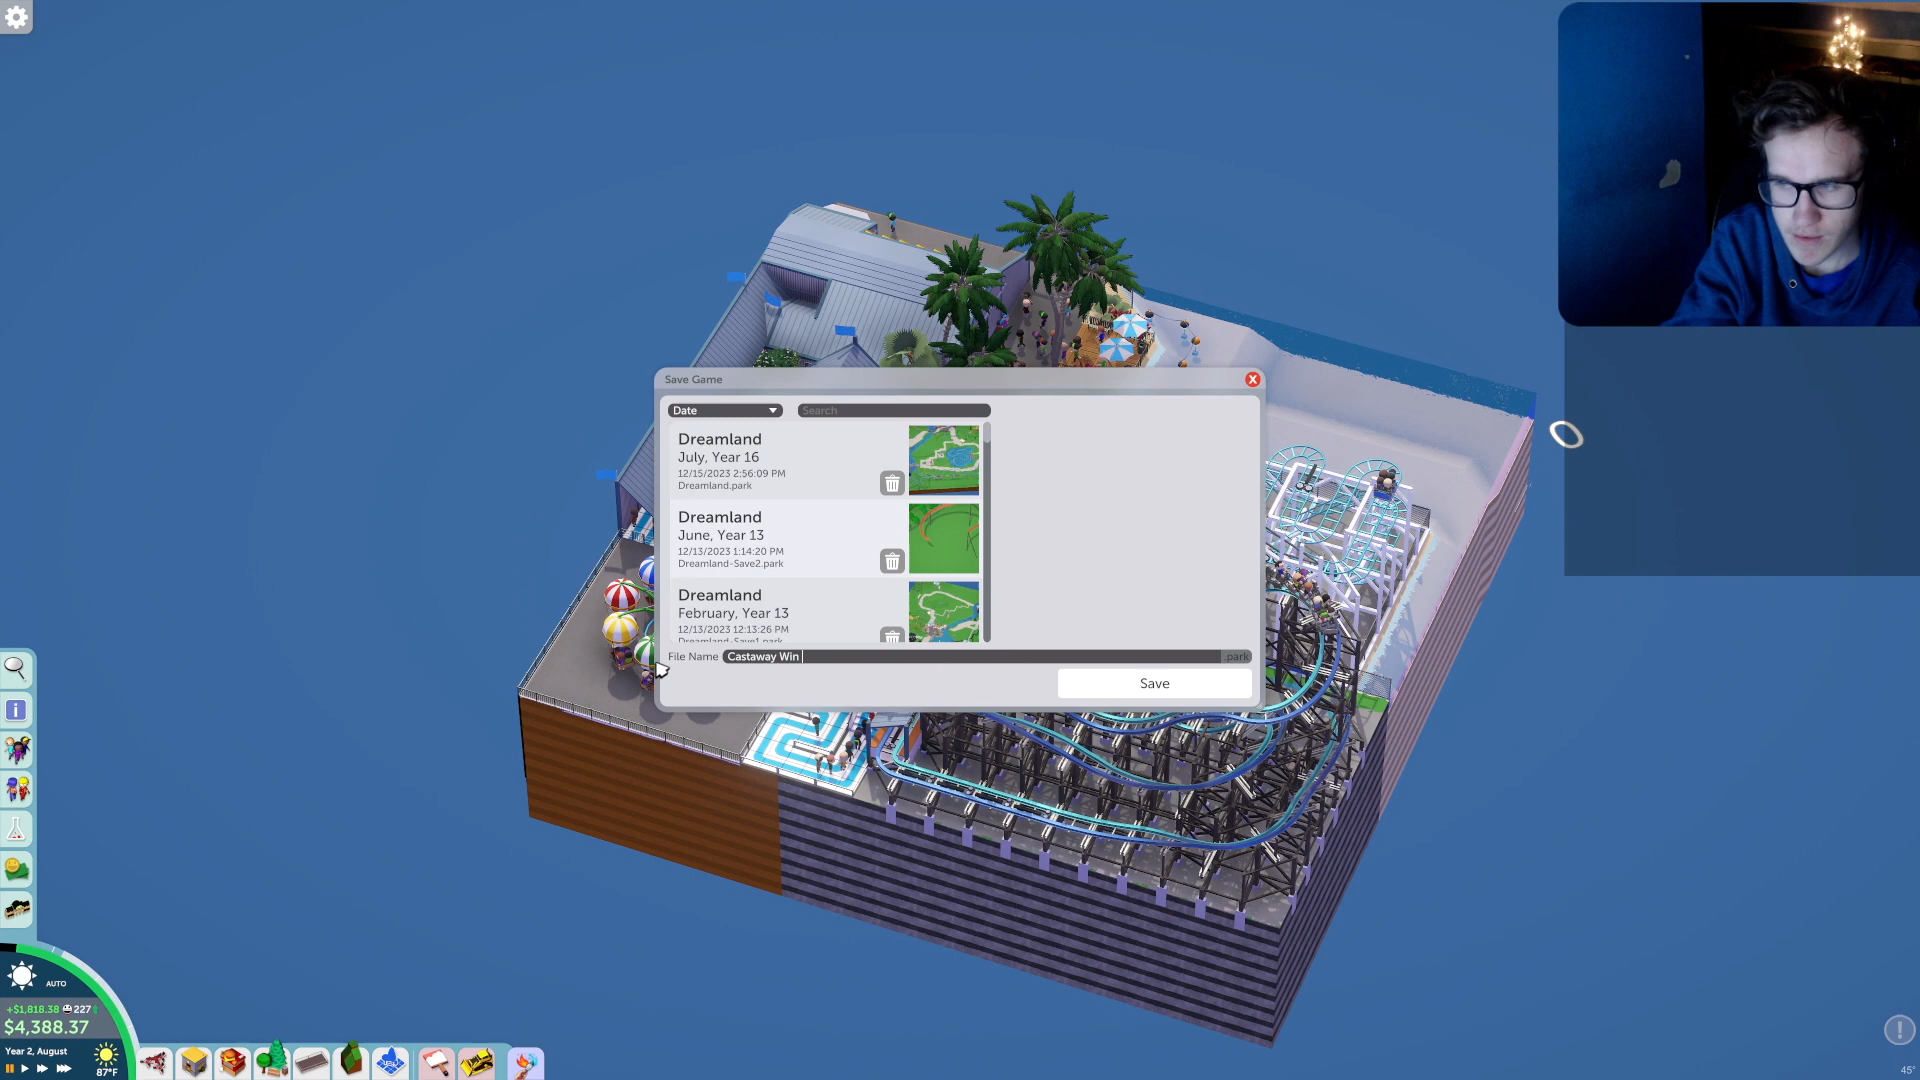 Save Game
Date
Search
Dreamland
July, Year 16
12/15/2023 2:56:09 PM
Dreamland.park
Dreamland
June, Year 13
12/13/2023 1:14:20 PM
Dreamland-Save2.park
Dreamland
February, Year 13
12/13/2023 12:13:26 PM
Dreamland-Save1.park
File Name Castaway Win .park
Save
AUTO
+$1,818.38 227
$4,388.37
Year 2, August
87°F
45°